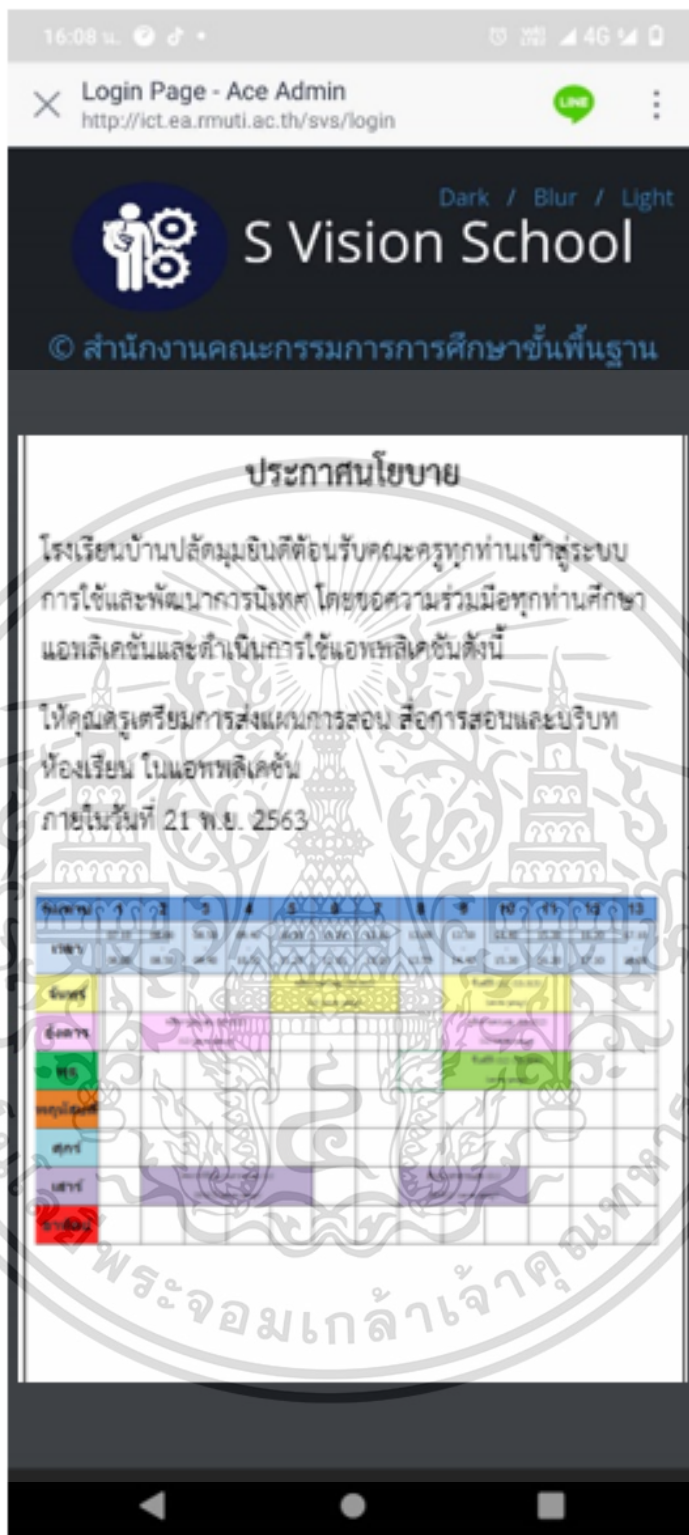 16:08 น.
4G
Login Page - Ace Admin
http://ict.ea.rmuti.ac.th/svs/login
LINE
Dark / Blur / Light
S Vision School
© สำนักงานคณะกรรมการการศึกษาขั้นพื้นฐาน
ประกาศนโยบาย
โรงเรียนบ้านปลัดมุมยินดีต้อนรับคณะครูทุกท่านเข้าสู่ระบบ
การใช้และพัฒนาการนิเทศ โดยขอความร่วมมือทุกท่านศึกษา
แอพลิเคชันและดำเนินการใช้แอพพลิเคชันดังนี้
ให้คุณครูเตรียมการส่งแผนการสอน สื่อการสอนและบริบท
ห้องเรียน ในแอพพลิเคชัน
ภายในวันที่ 21 พ.ย. 2563
1 2 3 4 5 6 7 8 9 10 11 12 13
เวลา
จันทร์
อังคาร
พุธ
พฤหัสบดี
ศุกร์
เสาร์
อาทิตย์
พระจอมเกล้าเจ้าคุณทหาร